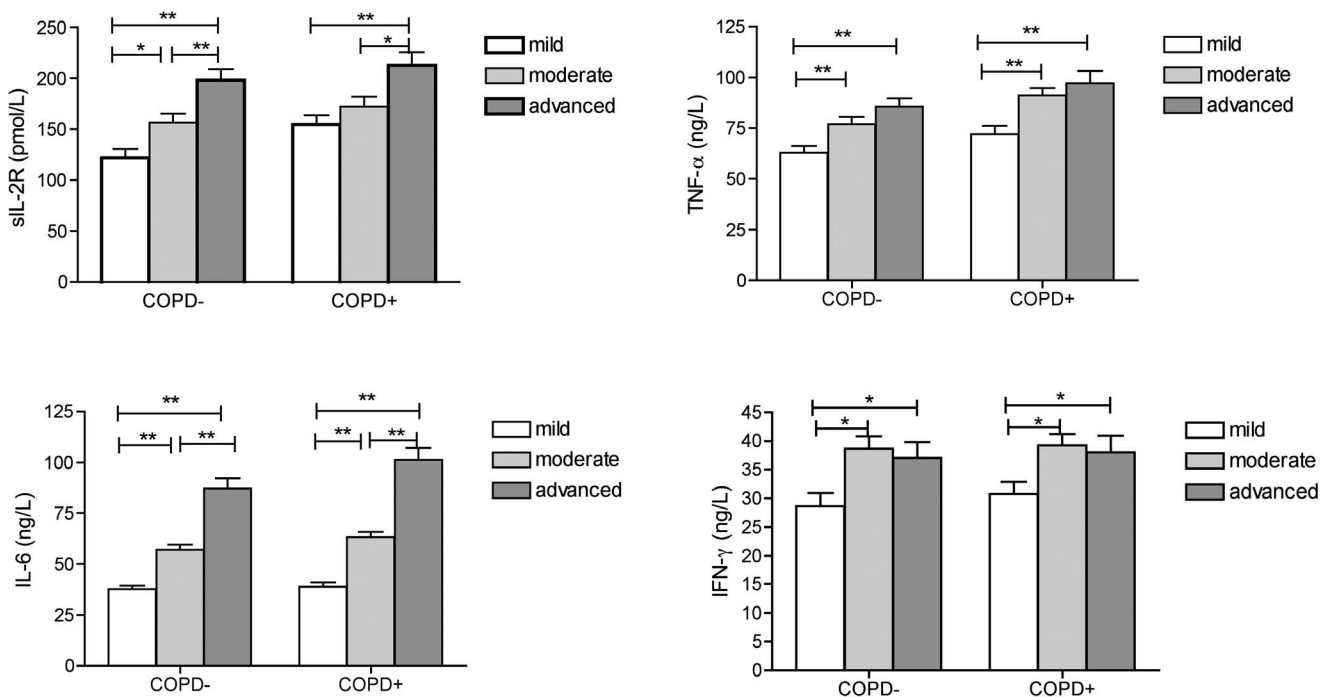 sIL-2R (pmol/L)
250
200
150
100
50
0
** 
* **
**
*
COPD- COPD+
mild
moderate
advanced
TNF-α (ng/L)
125
100
75
50
25
0
**
**
**
**
COPD- COPD+
mild
moderate
advanced
IL-6 (ng/L)
125
100
75
50
25
0
** **
** ** ** **
COPD- COPD+
mild
moderate
advanced
IFN-γ (ng/L)
45
40
35
30
25
20
15
10
5
0
* *
* *
COPD- COPD+
mild
moderate
advanced